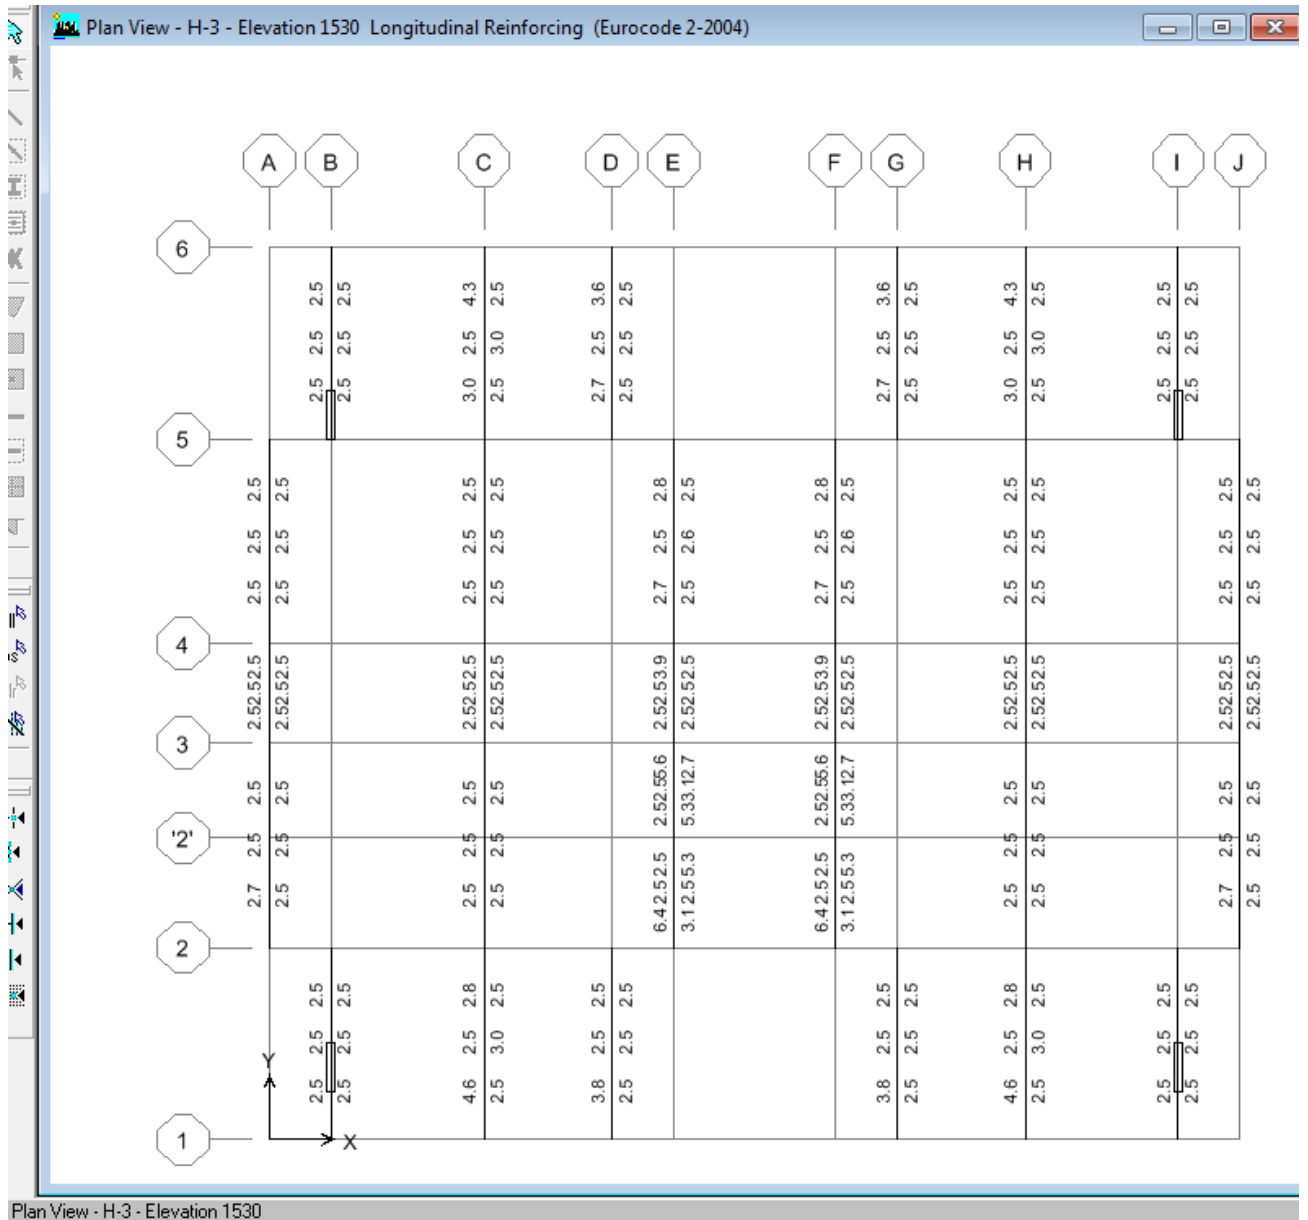 Plan View - H-3 - Elevation 1530 Longitudinal Reinforcing (Eurocode 2-2004)
A B C D E F G H I J
6
2.5 2.5 4.3 2.5 3.6 2.5 3.6 2.5 4.3 2.5 2.5 2.5
2.5 2.5 2.5 3.0 2.5 2.5 2.5 2.5 2.5 3.0 2.5 2.5
2.5 2.5 3.0 2.5 2.7 2.5 2.7 2.5 3.0 2.5 2.5 2.5
5
2.5 2.5 2.5 2.5 2.8 2.5 2.8 2.5 2.5 2.5 2.5 2.5
2.5 2.5 2.5 2.5 2.5 2.6 2.5 2.6 2.5 2.5 2.5 2.5
2.5 2.5 2.5 2.5 2.7 2.5 2.7 2.5 2.5 2.5 2.5 2.5
4
2.52.52.5 2.52.52.5 2.52.52.5 2.52.52.5 2.52.53.9 2.52.52.5 2.52.53.9 2.52.52.5 2.52.52.5 2.52.52.5 2.52.52.5 2.52.52.5
3
2.5 2.5 2.5 2.5 2.52.55.6 5.33.12.7 2.52.55.6 5.33.12.7 2.5 2.5 2.5 2.5
'2'
2.5 2.5 2.5 2.5 2.5 2.5 2.5 2.5
2.7 2.5 2.5 2.5 6.42.52.5 3.12.55.3 6.42.52.5 3.12.55.3 2.5 2.5 2.7 2.5
2
2.5 2.5 2.8 2.5 2.5 2.5 2.5 2.5 2.8 2.5 2.5 2.5
2.5 2.5 2.5 3.0 2.5 2.5 2.5 2.5 2.5 3.0 2.5 2.5
Y
2.5 2.5 4.6 2.5 3.8 2.5 3.8 2.5 4.6 2.5 2.5 2.5
1
X
Plan View - H-3 - Elevation 1530